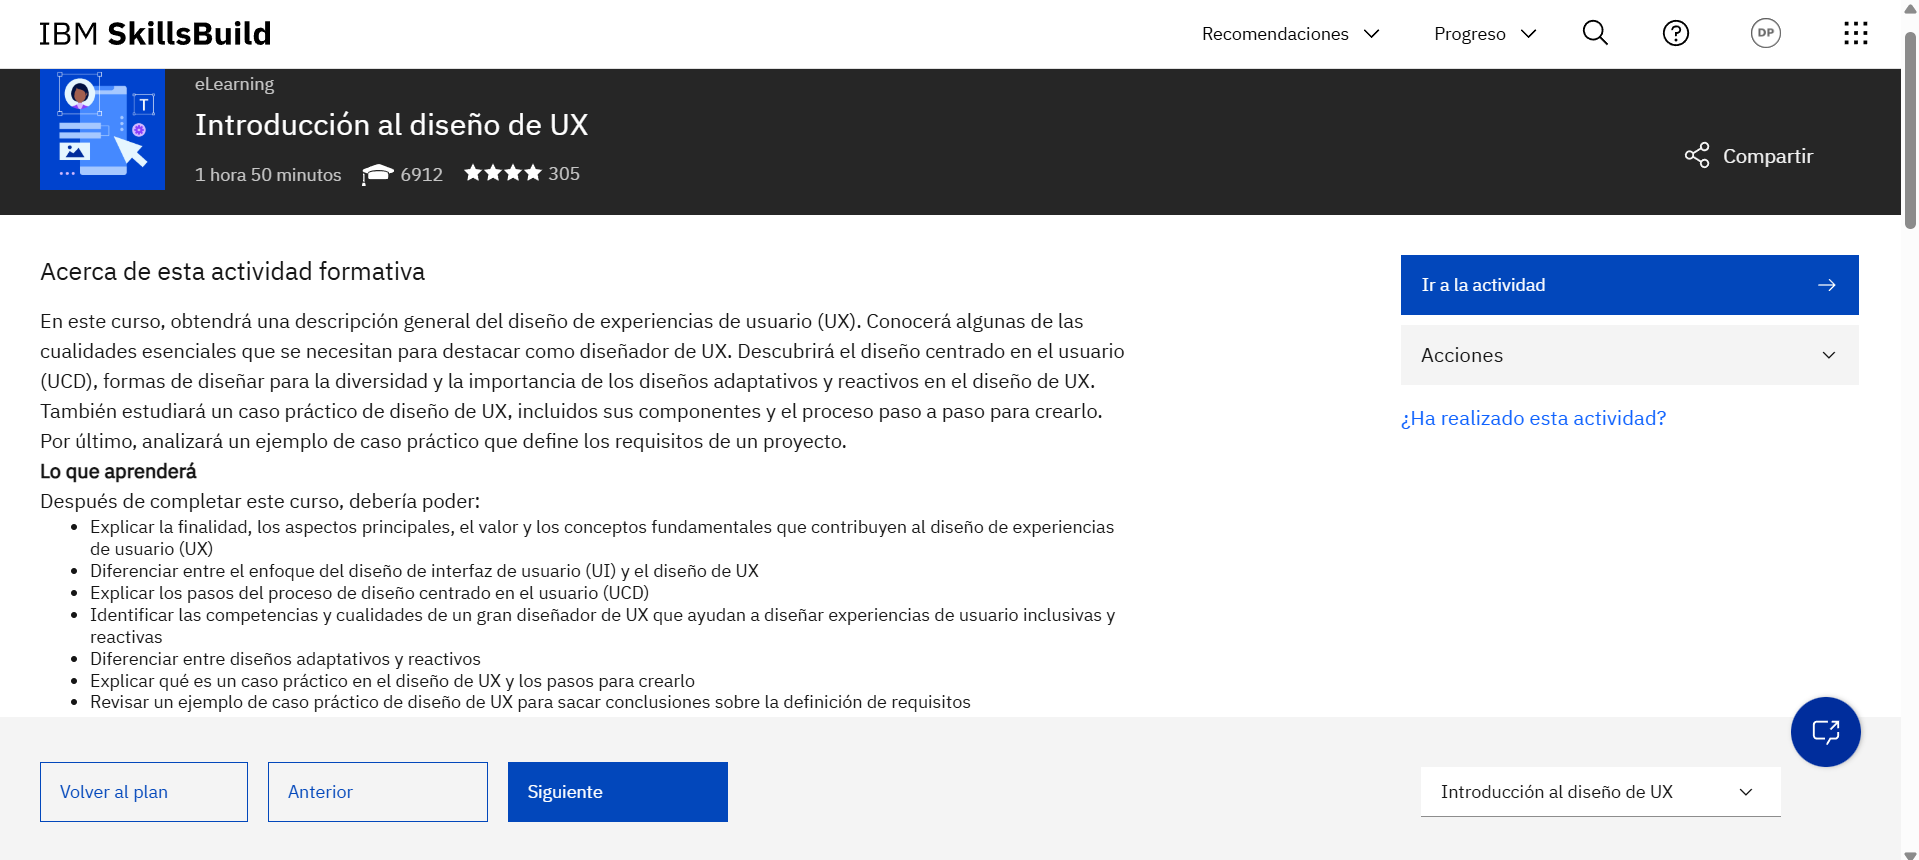 IBM SkillsBuild
Recomendaciones
Progreso
DP
T
eLearning
Introducción al diseño de UX
1 hora 50 minutos
6912
305
Compartir
Acerca de esta actividad formativa
En este curso, obtendrá una descripción general del diseño de experiencias de usuario (UX). Conocerá algunas de las
cualidades esenciales que se necesitan para destacar como diseñador de UX. Descubrirá el diseño centrado en el usuario
(UCD), formas de diseñar para la diversidad y la importancia de los diseños adaptativos y reactivos en el diseño de UX.
También estudiará un caso práctico de diseño de UX, incluidos sus componentes y el proceso paso a paso para crearlo.
Por último, analizará un ejemplo de caso práctico que define los requisitos de un proyecto.
Lo que aprenderá
Después de completar este curso, debería poder:
• Explicar la finalidad, los aspectos principales, el valor y los conceptos fundamentales que contribuyen al diseño de experiencias
de usuario (UX)
• Diferenciar entre el enfoque del diseño de interfaz de usuario (UI) y el diseño de UX
• Explicar los pasos del proceso de diseño centrado en el usuario (UCD)
• Identificar las competencias y cualidades de un gran diseñador de UX que ayudan a diseñar experiencias de usuario inclusivas y
reactivas
• Diferenciar entre diseños adaptativos y reactivos
• Explicar qué es un caso práctico en el diseño de UX y los pasos para crearlo
• Revisar un ejemplo de caso práctico de diseño de UX para sacar conclusiones sobre la definición de requisitos
Ir a la actividad
Acciones
¿Ha realizado esta actividad?
Volver al plan
Anterior
Siguiente
Introducción al diseño de UX